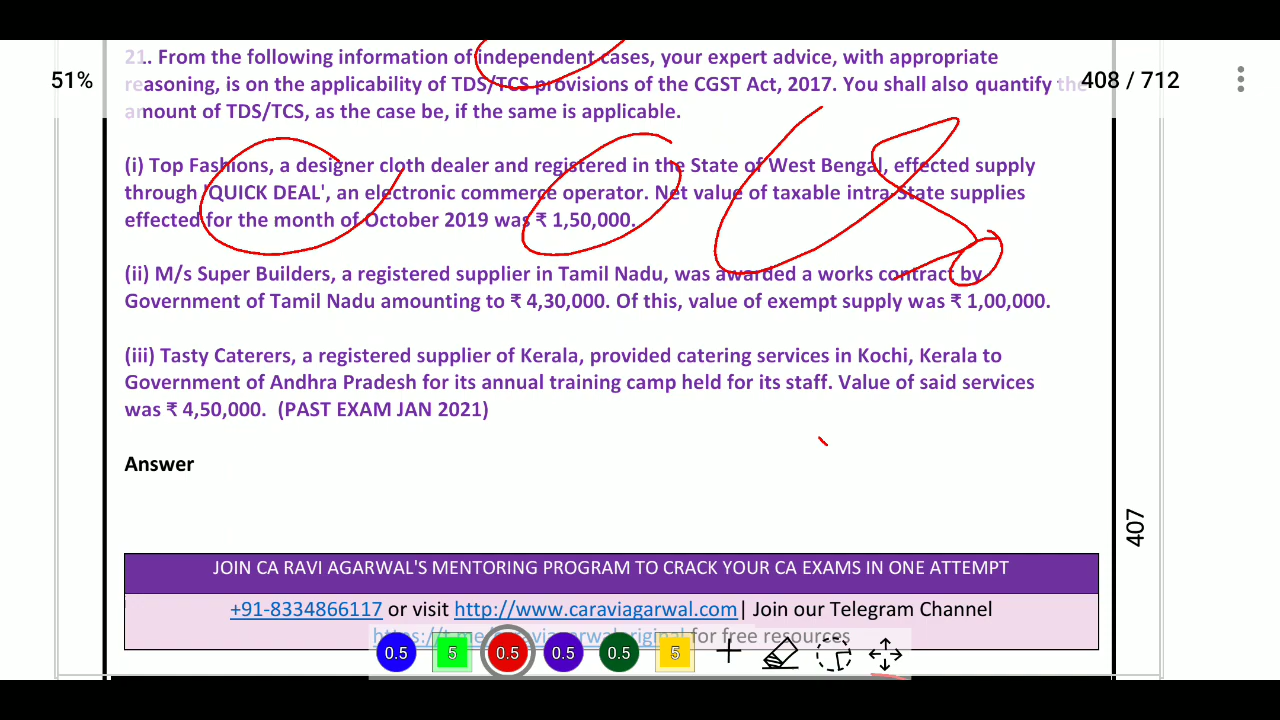 21. From the following information of independent cases, your expert advice, with appropriate
51%
reasoning, is on the applicability of TDS/TCS provisions of the CGST Act, 2017. You shall also quantify the
408 / 712
amount of TDS/TCS, as the case be, if the same is applicable.
(i) Top Fashions, a designer cloth dealer and registered in the State of West Bengal, effected supply
through 'QUICK DEAL', an electronic commerce operator. Net value of taxable intra-State supplies
effected for the month of October 2019 was ₹ 1,50,000.
(ii) M/s Super Builders, a registered supplier in Tamil Nadu, was awarded a works contract by
Government of Tamil Nadu amounting to ₹ 4,30,000. Of this, value of exempt supply was ₹ 1,00,000.
(iii) Tasty Caterers, a registered supplier of Kerala, provided catering services in Kochi, Kerala to
Government of Andhra Pradesh for its annual training camp held for its staff. Value of said services
was ₹ 4,50,000. (PAST EXAM JAN 2021)
Answer
407
JOIN CA RAVI AGARWAL'S MENTORING PROGRAM TO CRACK YOUR CA EXAMS IN ONE ATTEMPT
+91-8334866117 or visit http://www.caraviagarwal.com| Join our Telegram Channel
https://t.me/caraviagarwaloriginal for free resources
0.5 5 0.5 0.5 0.5 5